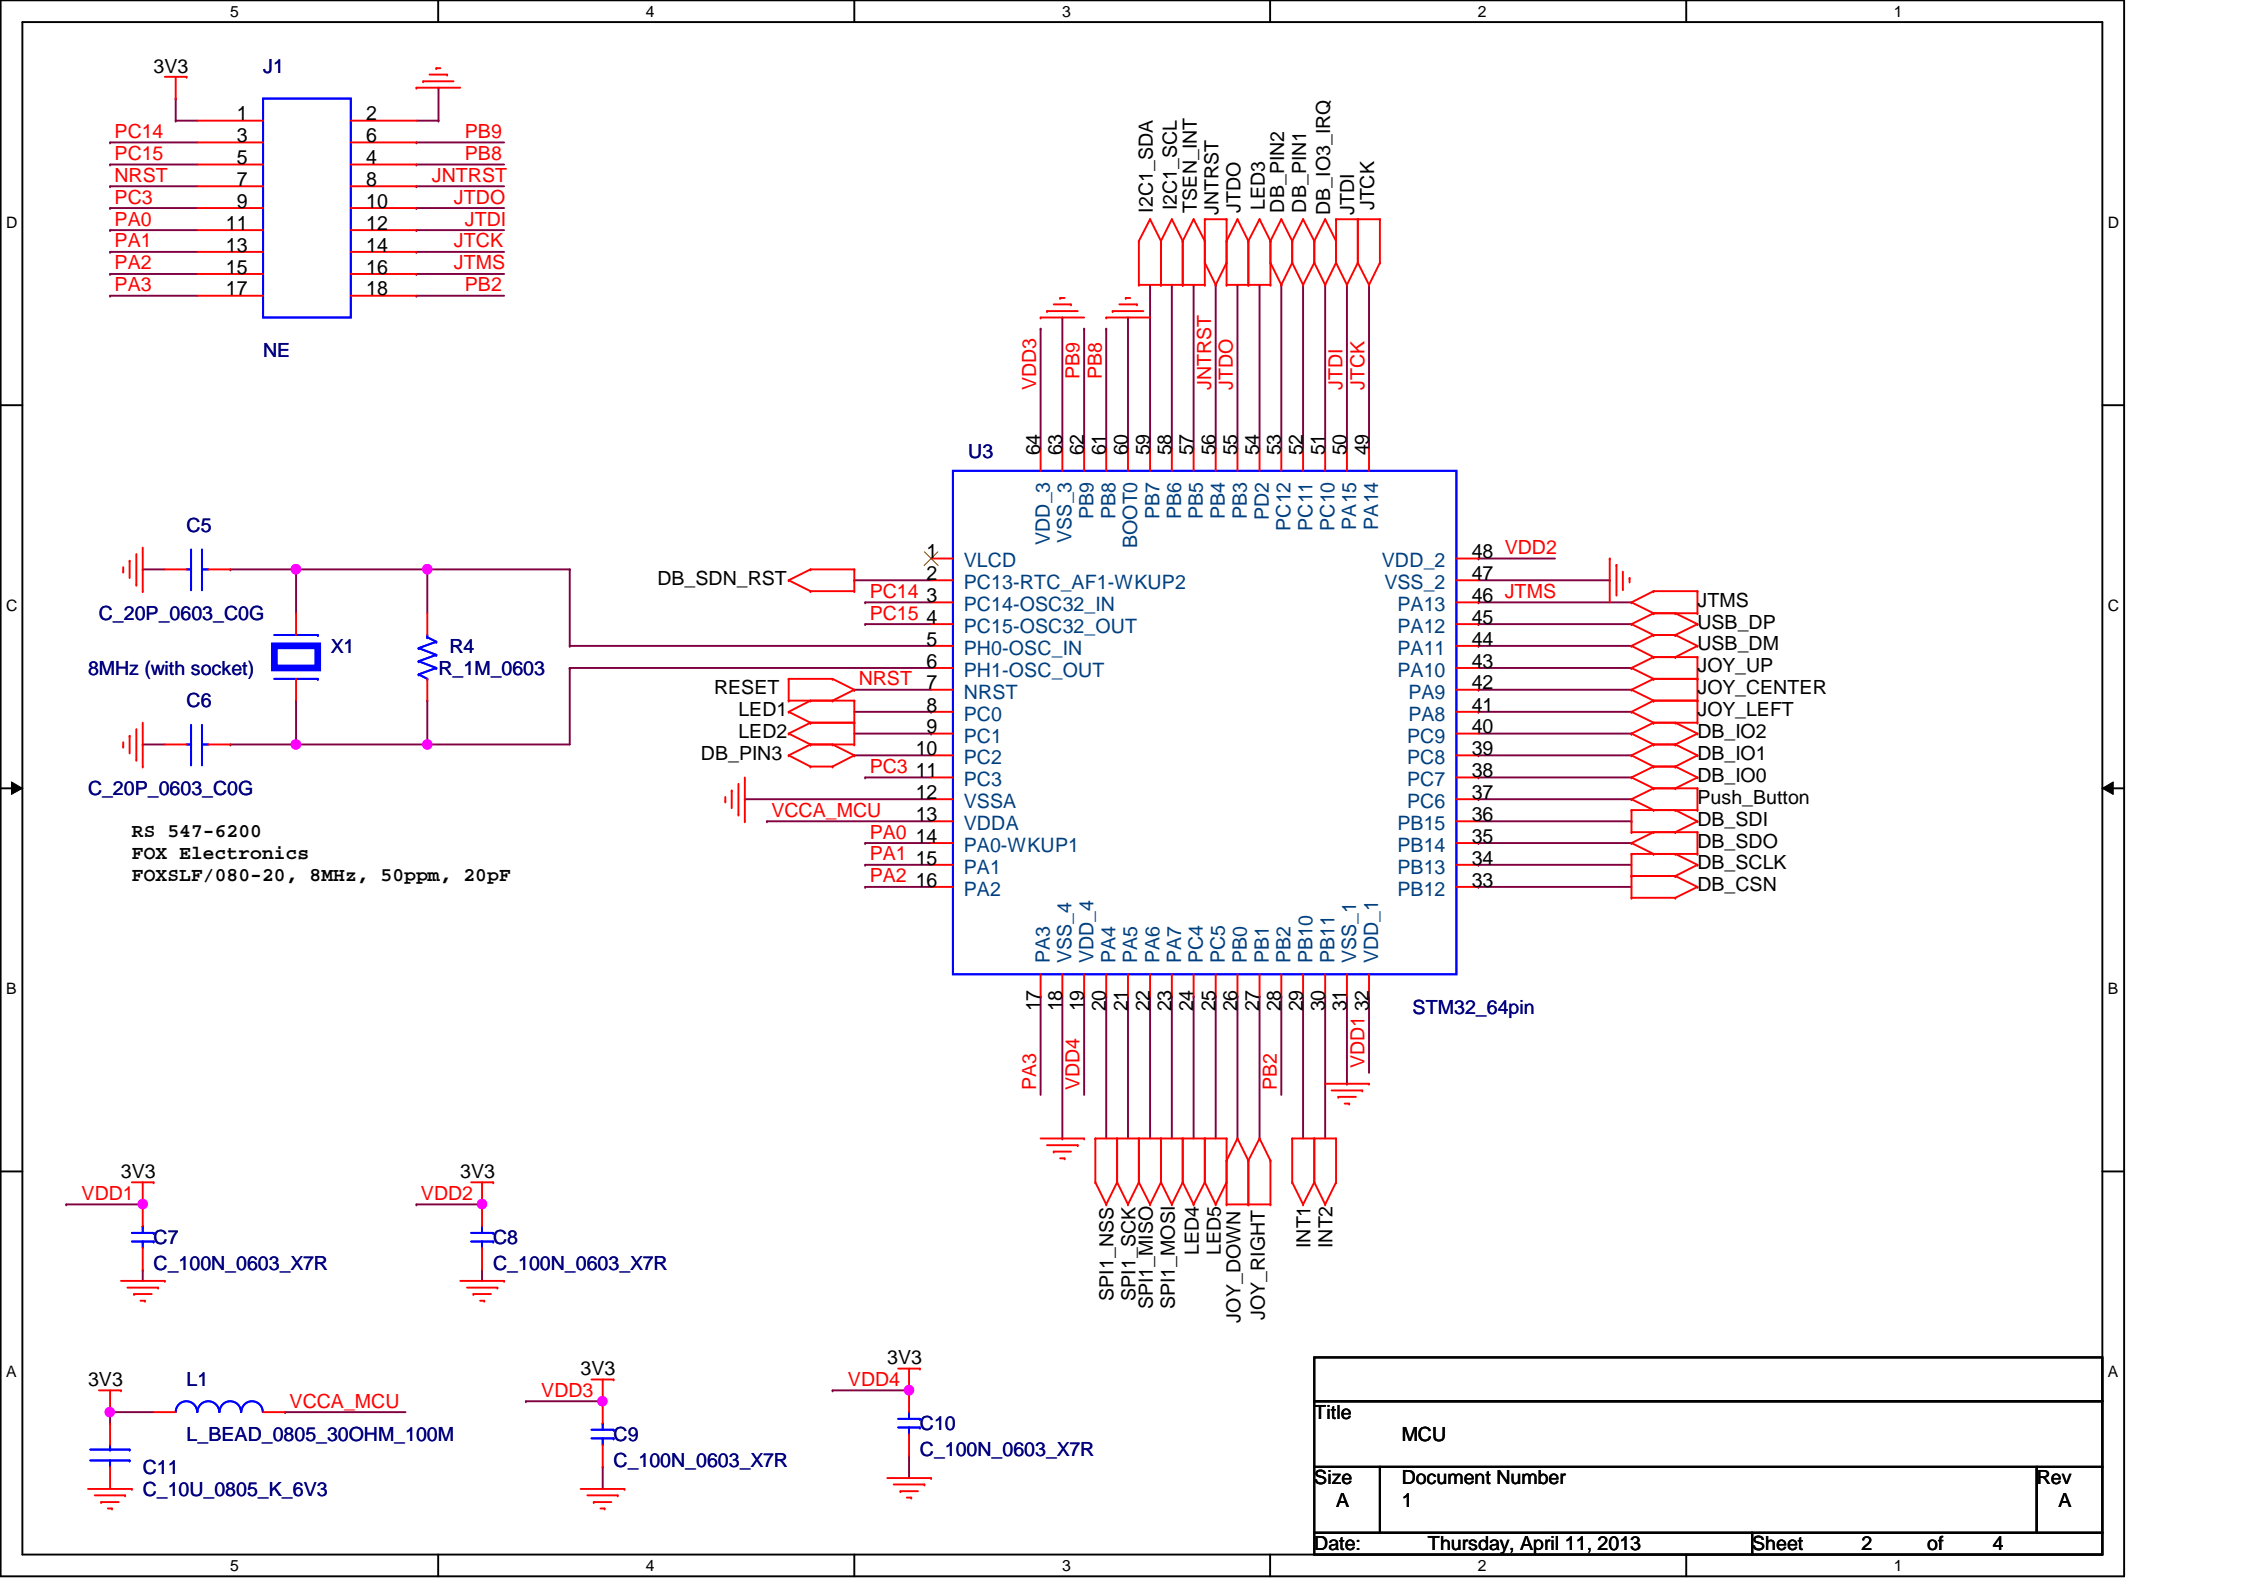 5 4 3 2 1
D D
C C
B B
A A
3V3
J1
1 2
PC14 3 6 PB9
PC15 5 4 PB8
NRST 7 8 JNTRST
PC3 9 10 JTDO
PA0 11 12 JTDI
PA1 13 14 JTCK
PA2 15 16 JTMS
PA3 17 18 PB2
NE
I2C1_SDA
I2C1_SCL
TSEN_INT
JNTRST
JTDO
LED3
DB_PIN2
DB_PIN1
DB_IO3_IRQ
JTDI
JTCK
VDD3
PB9
PB8
JNTRST
JTDO
JTDI
JTCK
U3
64 63 62 61 60 59 58 57 56 55 54 53 52 51 50 49
VDD_3
VSS_3
PB9
PB8
BOOT0
PB7
PB6
PB5
PB4
PB3
PD2
PC12
PC11
PC10
PA15
PA14
C5
C_20P_0603_C0G
X1
8MHz (with socket)
R4
R_1M_0603
C6
C_20P_0603_C0G
RS 547-6200
FOX Electronics
FOXSLF/080-20, 8MHz, 50ppm, 20pF
1 VLCD
DB_SDN_RST 2 PC13-RTC_AF1-WKUP2
PC14 3 PC14-OSC32_IN
PC15 4 PC15-OSC32_OUT
5 PH0-OSC_IN
6 PH1-OSC_OUT
RESET NRST 7 NRST
LED1 8 PC0
LED2 9 PC1
DB_PIN3 10 PC2
PC3 11 PC3
12 VSSA
VCCA_MCU 13 VDDA
PA0 14 PA0-WKUP1
PA1 15 PA1
PA2 16 PA2
VDD_2 48 VDD2
VSS_2 47
PA13 46 JTMS JTMS
PA12 45 USB_DP
PA11 44 USB_DM
PA10 43 JOY_UP
PA9 42 JOY_CENTER
PA8 41 JOY_LEFT
PC9 40 DB_IO2
PC8 39 DB_IO1
PC7 38 DB_IO0
PC6 37 Push_Button
PB15 36 DB_SDI
PB14 35 DB_SDO
PB13 34 DB_SCLK
PB12 33 DB_CSN
PA3
VSS_4
VDD_4
PA4
PA5
PA6
PA7
PC4
PC5
PB0
PB1
PB2
PB10
PB11
VSS_1
VDD_1
17 18 19 20 21 22 23 24 25 26 27 28 29 30 31 32
STM32_64pin
PA3
VDD4
PB2
VDD1
SPI1_NSS
SPI1_SCK
SPI1_MISO
SPI1_MOSI
LED4
LED5
JOY_DOWN
JOY_RIGHT
INT1
INT2
3V3
VDD1
C7
C_100N_0603_X7R
3V3
VDD2
C8
C_100N_0603_X7R
3V3
L1
VCCA_MCU
L_BEAD_0805_30OHM_100M
C11
C_10U_0805_K_6V3
3V3
VDD3
C9
C_100N_0603_X7R
3V3
VDD4
C10
C_100N_0603_X7R
Title
MCU
Size Document Number Rev
A 1 A
Date: Thursday, April 11, 2013 Sheet 2 of 4
5 4 3 2 1